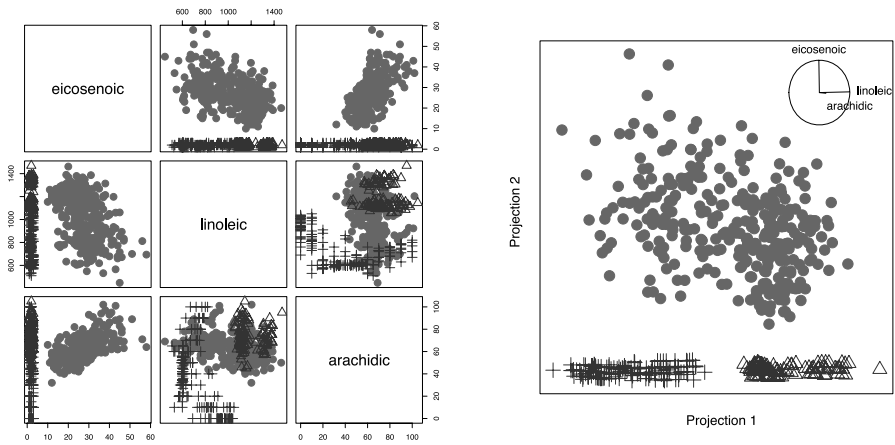 600 1000 1400
eicosenoic
0 10 20 30 40 50 60
600 800 1000 1400
linoleic
0 20 40 60 80 100
arachidic
0 10 20 30 40 50 60
0 20 40 60 80 100
eicosenoic
linoleic
arachidic
Projection 2
Projection 1